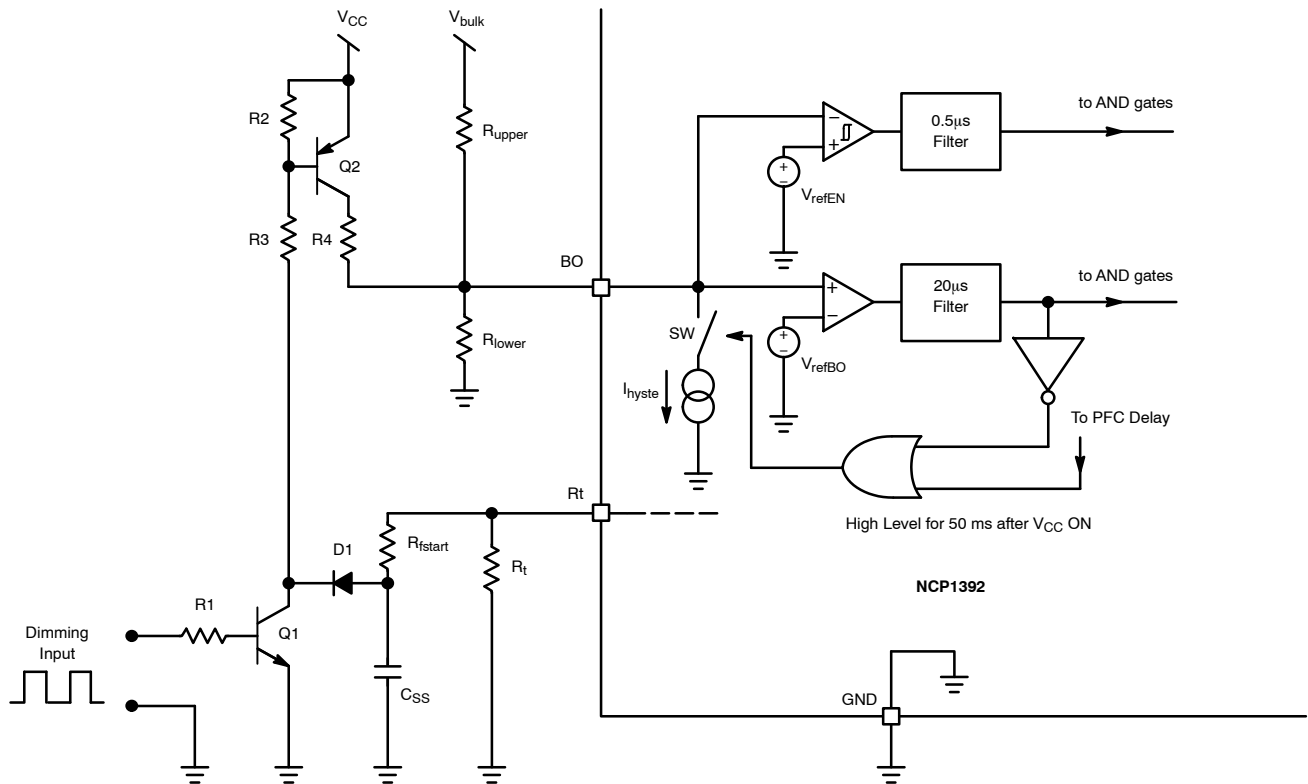 VCC
Vbulk
R2
Rupper
Q2
R3
R4
BO
Rlower
to AND gates
0.5μs
Filter
VrefEN
to AND gates
20μs
Filter
SW
VrefBO
Ihyste
To PFC Delay
High Level for 50 ms after VCC ON
Rt
Rfstart
D1
Rt
NCP1392
R1
Dimming
Input
Q1
CSS
GND